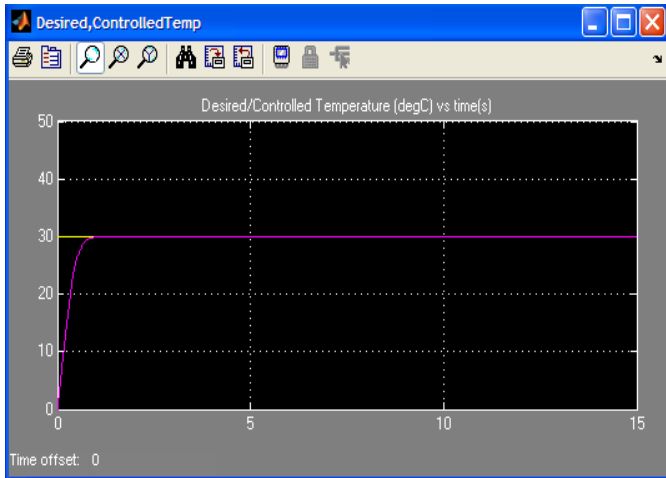 Desired,ControlledTemp
Desired/Controlled Temperature (degC) vs time(s)
50
40
30
20
10
0
0 5 10 15
Time offset: 0